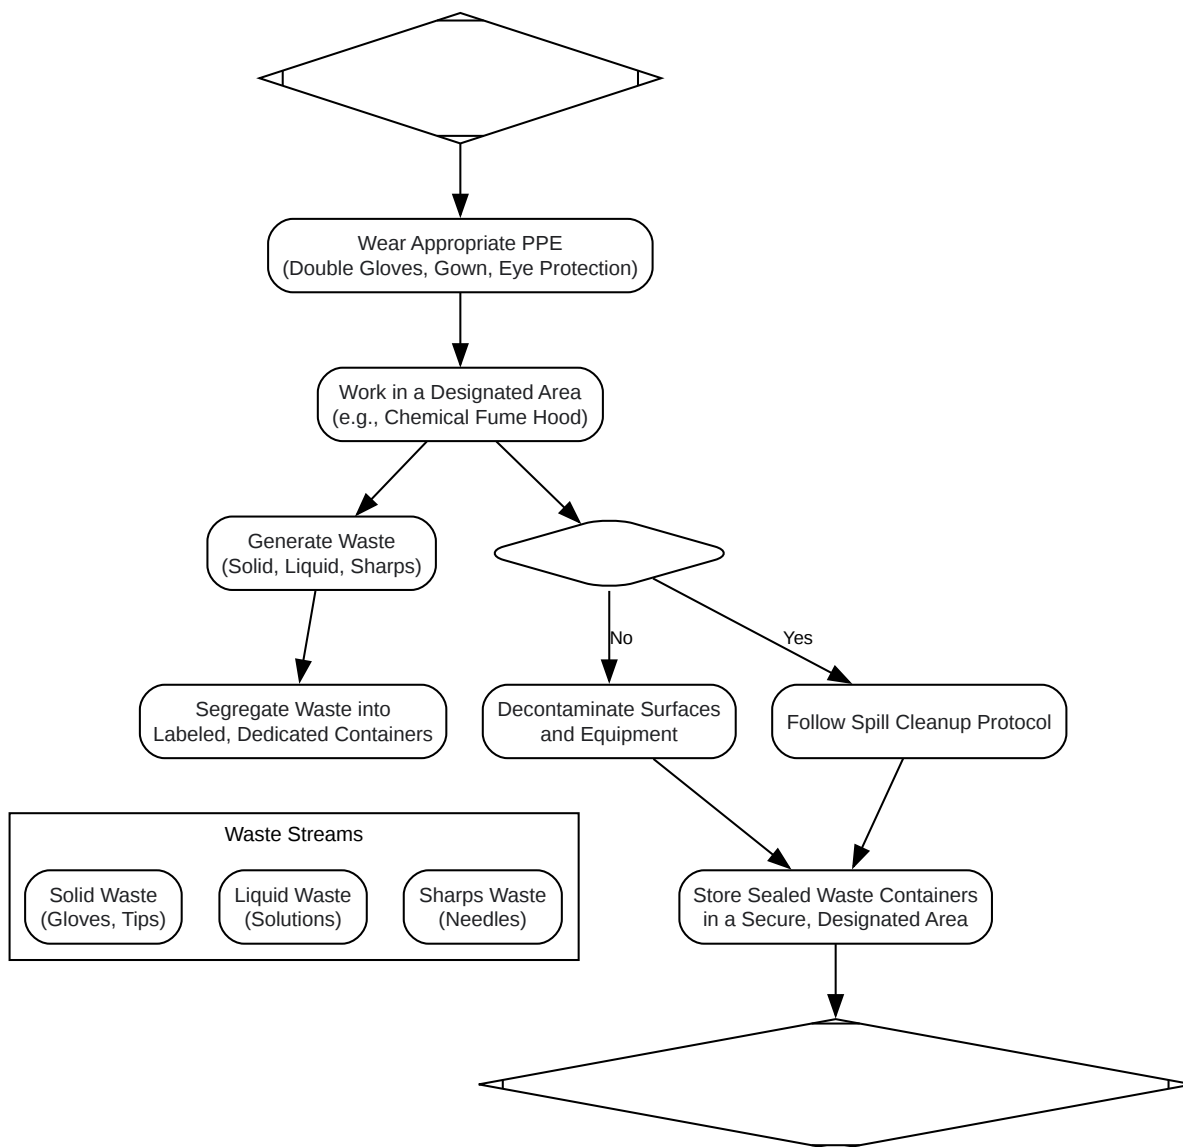 Wear Appropriate PPE
(Double Gloves, Gown, Eye Protection)
Work in a Designated Area
(e.g., Chemical Fume Hood)
Generate Waste
(Solid, Liquid, Sharps)
No
Yes
Segregate Waste into
Labeled, Dedicated Containers
Decontaminate Surfaces
and Equipment
Follow Spill Cleanup Protocol
Waste Streams
Solid Waste
(Gloves, Tips)
Liquid Waste
(Solutions)
Sharps Waste
(Needles)
Store Sealed Waste Containers
in a Secure, Designated Area